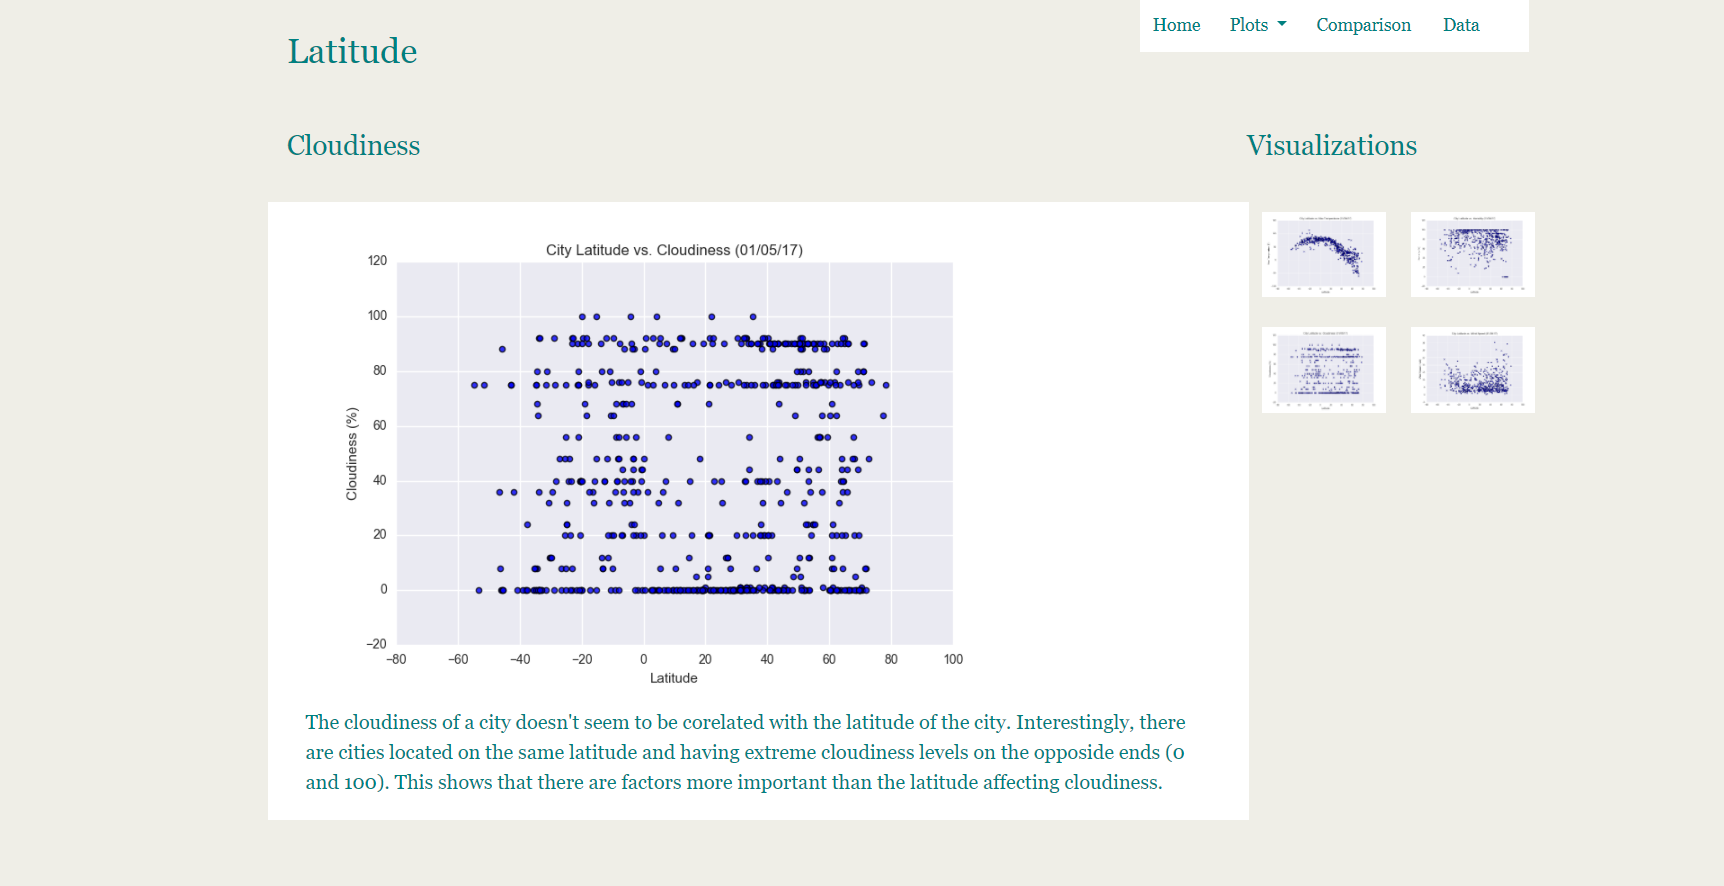 Home Plots Comparison Data
Latitude
Cloudiness
Visualizations
City Latitude vs. Cloudiness (01/05/17)
120
100
80
60
40
20
0
−20
Cloudiness (%)
−80 −60 −40 −20 0 20 40 60 80 100
Latitude
The cloudiness of a city doesn't seem to be corelated with the latitude of the city. Interestingly, there
are cities located on the same latitude and having extreme cloudiness levels on the opposide ends (0
and 100). This shows that there are factors more important than the latitude affecting cloudiness.